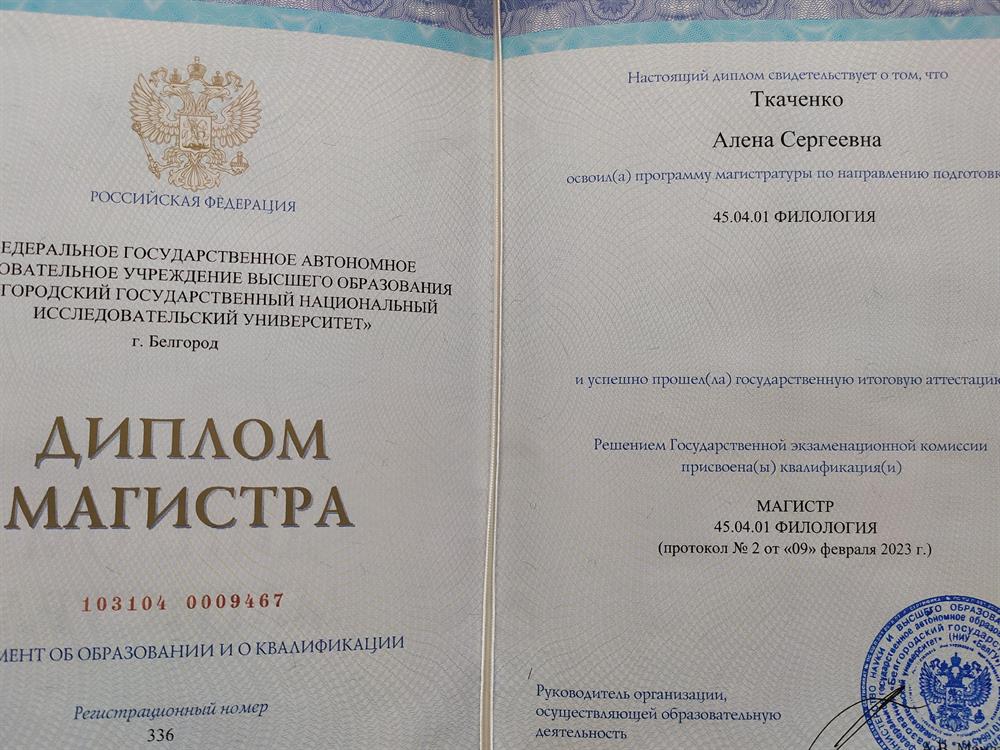 РОССИЙСКАЯ ФЕДЕРАЦИЯ
ЕДЕРАЛЬНОЕ ГОСУДАРСТВЕННОЕ АВТОНОМНОЕ
ОВАТЕЛЬНОЕ УЧРЕЖДЕНИЕ ВЫСШЕГО ОБРАЗОВАНИЯ
ГОРОДСКИЙ ГОСУДАРСТВЕННЫЙ НАЦИОНАЛЬНЫЙ
ИССЛЕДОВАТЕЛЬСКИЙ УНИВЕРСИТЕТ»
г. Белгород
ДИПЛОМ
МАГИСТРА
103104 0009467
МЕНТ ОБ ОБРАЗОВАНИИ И О КВАЛИФИКАЦИИ
Регистрационный номер
336
Настоящий диплом свидетельствует о том, что
Ткаченко
Алена Сергеевна
освоил(а) программу магистратуры по направлению подготовк
45.04.01 ФИЛОЛОГИЯ
и успешно прошел(ла) государственную итоговую аттестацию
Решением Государственной экзаменационной комиссии
присвоена(ы) квалификация(и)
МАГИСТР
45.04.01 ФИЛОЛОГИЯ
(протокол № 2 от «09» февраля 2023 г.)
Руководитель организации,
осуществляющей образовательную
деятельность